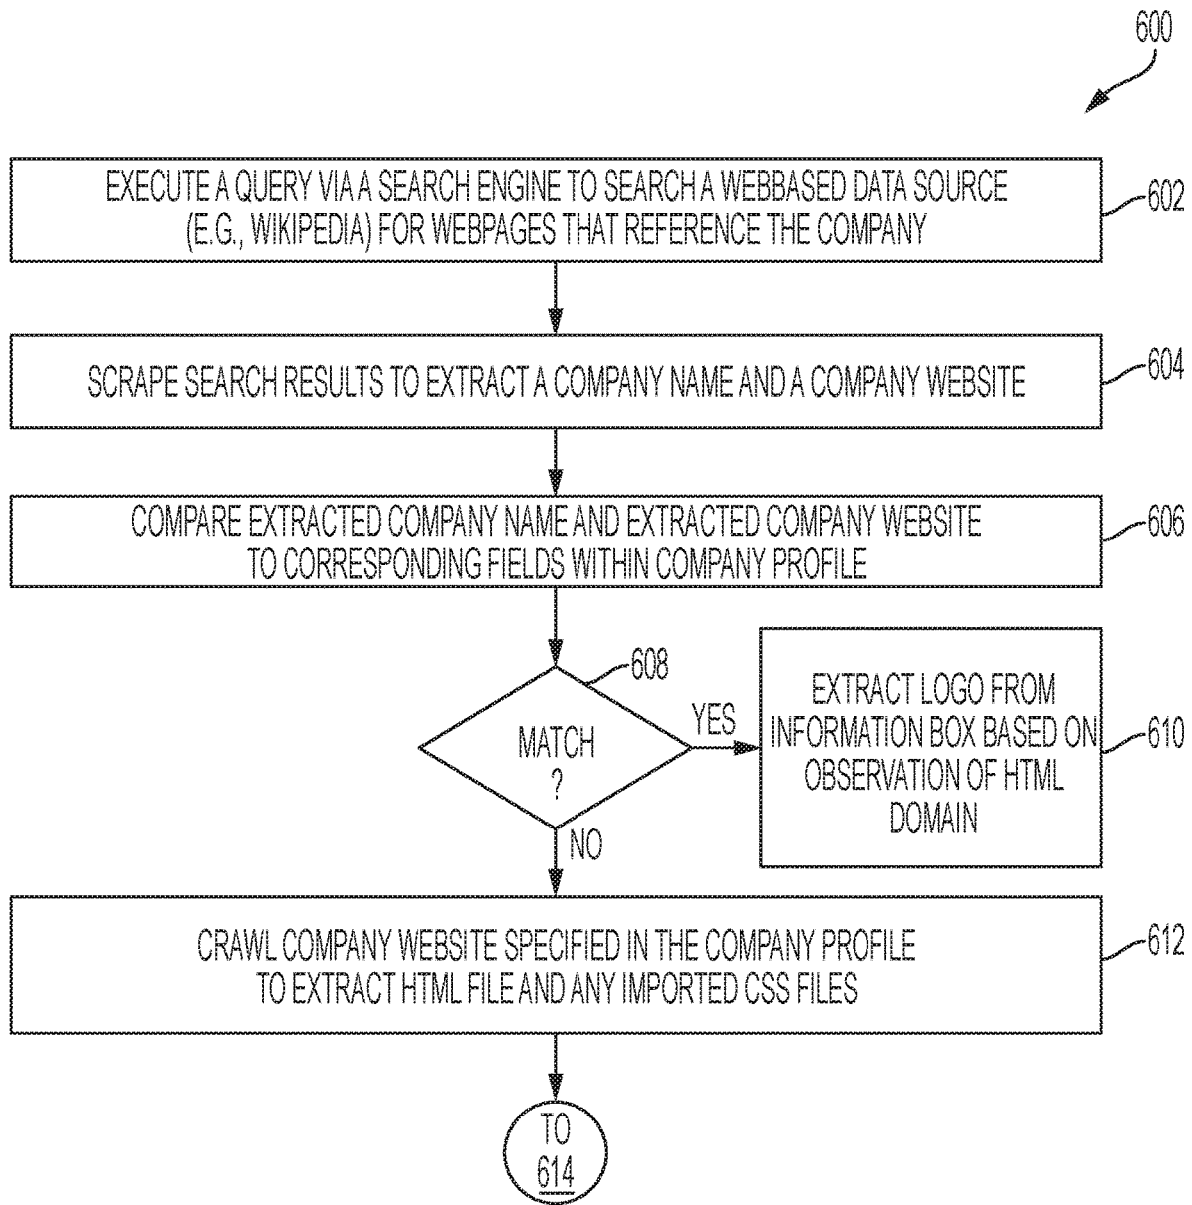 600
EXECUTE A QUERY VIA A SEARCH ENGINE TO SEARCH A WEBBASED DATA SOURCE
(E.G., WIKIPEDIA) FOR WEBPAGES THAT REFERENCE THE COMPANY
602
SCRAPE SEARCH RESULTS TO EXTRACT A COMPANY NAME AND A COMPANY WEBSITE
604
COMPARE EXTRACTED COMPANY NAME AND EXTRACTED COMPANY WEBSITE
TO CORRESPONDING FIELDS WITHIN COMPANY PROFILE
606
608
MATCH
?
YES
EXTRACT LOGO FROM
INFORMATION BOX BASED ON
OBSERVATION OF HTML
DOMAIN
610
NO
CRAWL COMPANY WEBSITE SPECIFIED IN THE COMPANY PROFILE
TO EXTRACT HTML FILE AND ANY IMPORTED CSS FILES
612
TO
614